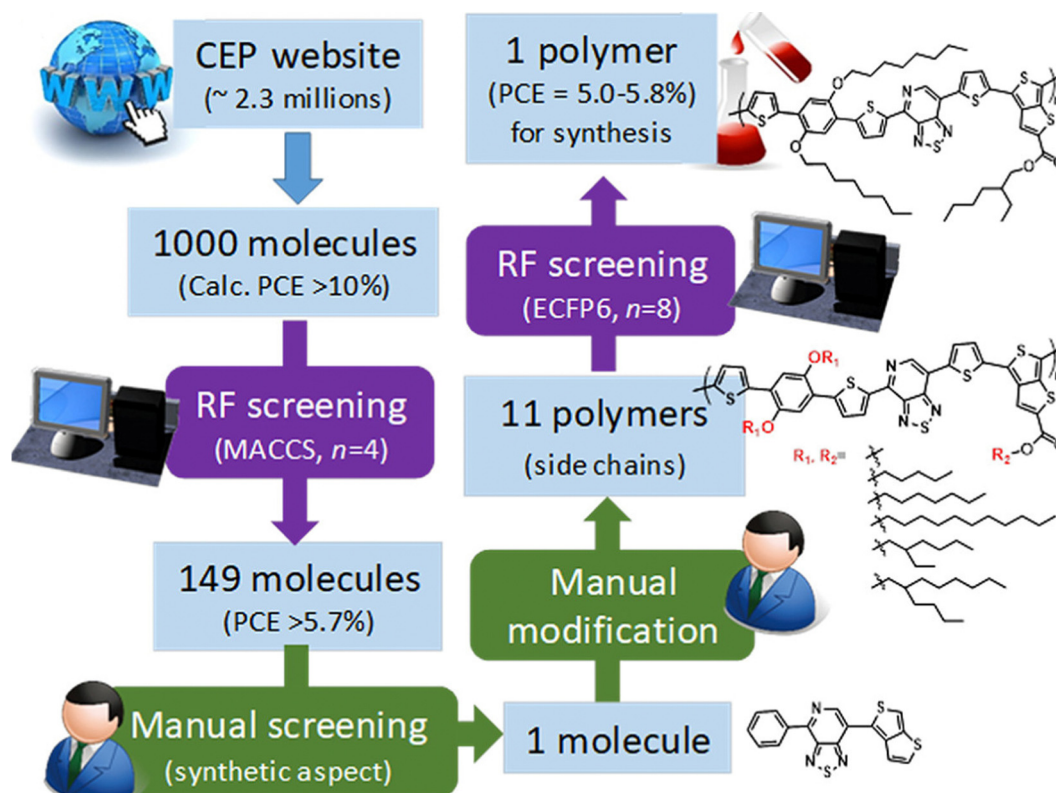 WWW
CEP website
(~ 2.3 millions)
1000 molecules
(Calc. PCE >10%)
RF screening
(MACCS, n=4)
149 molecules
(PCE >5.7%)
Manual screening
(synthetic aspect)
1 molecule
N
N
S
N
S
S
Manual
modification
11 polymers
(side chains)
S
OR₁
R₁O
S
N
N
S
N
S
S
S
R₂-O
O
R₁, R₂=
RF screening
(ECFP6, n=8)
1 polymer
(PCE = 5.0-5.8%)
for synthesis
S
O
O
S
N
N
S
N
S
S
S
O
O